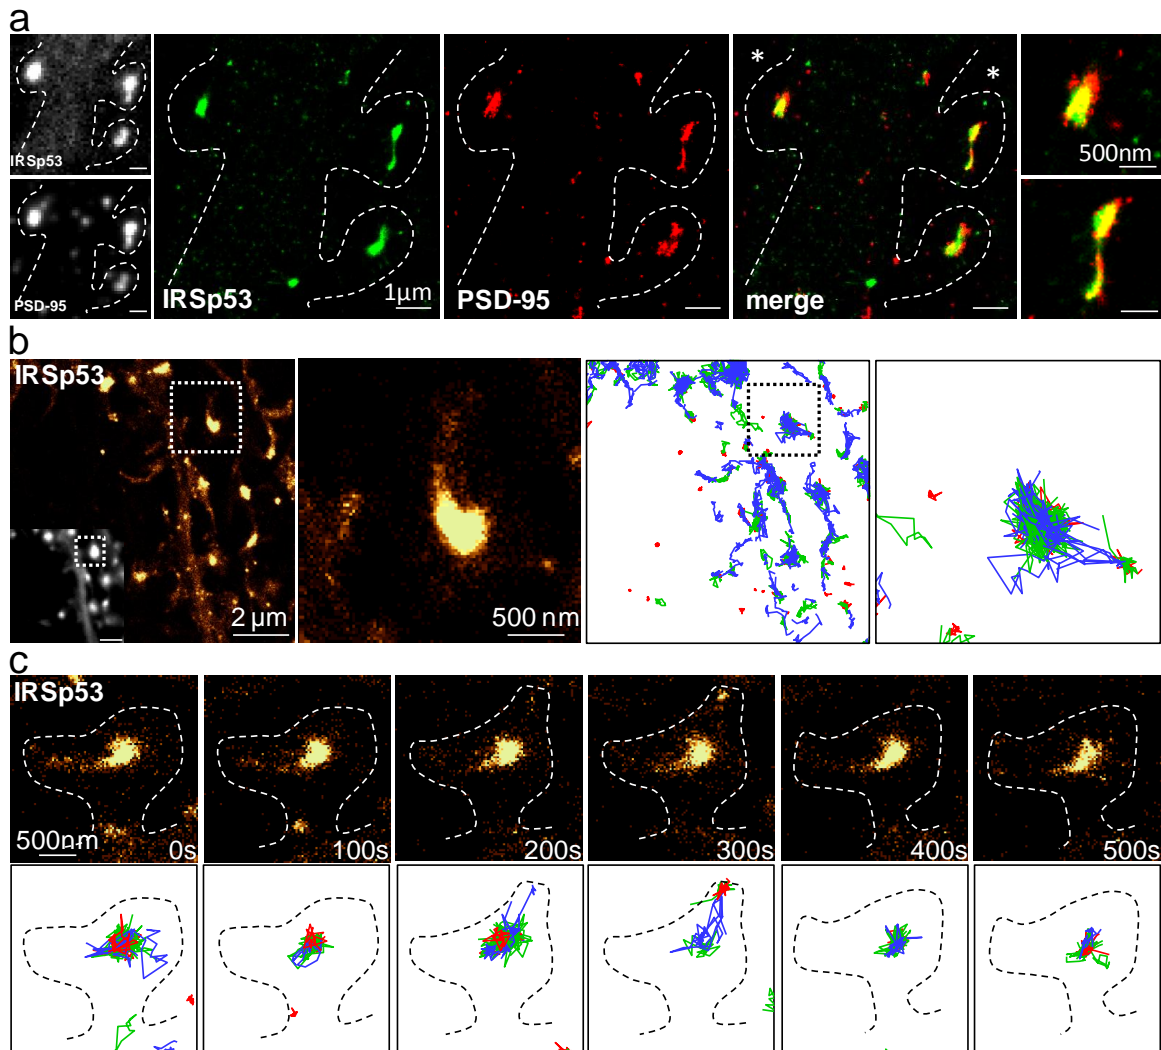 a
IRSp53
PSD-95
IRSp53
1µm
PSD-95
merge
*
*
500nm
b
IRSp53
2 µm
500 nm
c
IRSp53
500nm
0s
100s
200s
300s
400s
500s